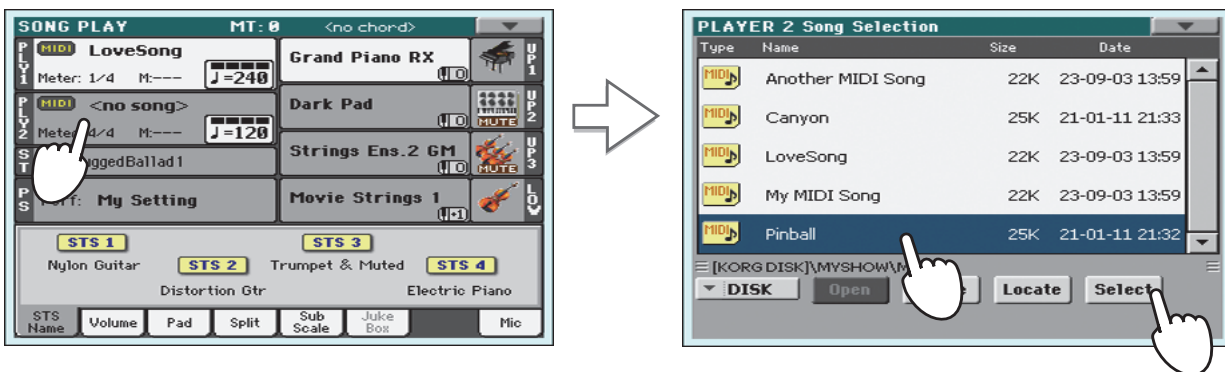 SONG PLAY MT: 0 <no chord>
PLY1 MIDI LoveSong
Meter: 1/4 M:--- ♩=240
PLY2 MIDI <no song>
4/4 M:--- ♩=120
ST
PS My Setting
Grand Piano RX 0 UP1
Dark Pad 0 MUTE UP2
Strings Ens.2 GM 0 MUTE UP3
Movie Strings 1 +1 LOW
STS 1 STS 3
Nylon Guitar STS 2 Trumpet & Muted STS 4
Distortion Gtr Electric Piano
STS Name Volume Pad Split Sub Scale Juke Box Mic
PLAYER 2 Song Selection
Type Name Size Date
MIDI Another MIDI Song 22K 23-09-03 13:59
MIDI Canyon 25K 21-01-11 21:33
MIDI LoveSong 22K 23-09-03 13:59
MIDI My MIDI Song 22K 23-09-03 13:59
MIDI Pinball 25K 21-01-11 21:32
[KORG DISK]\MYSHOW\
DISK Open Locate Select